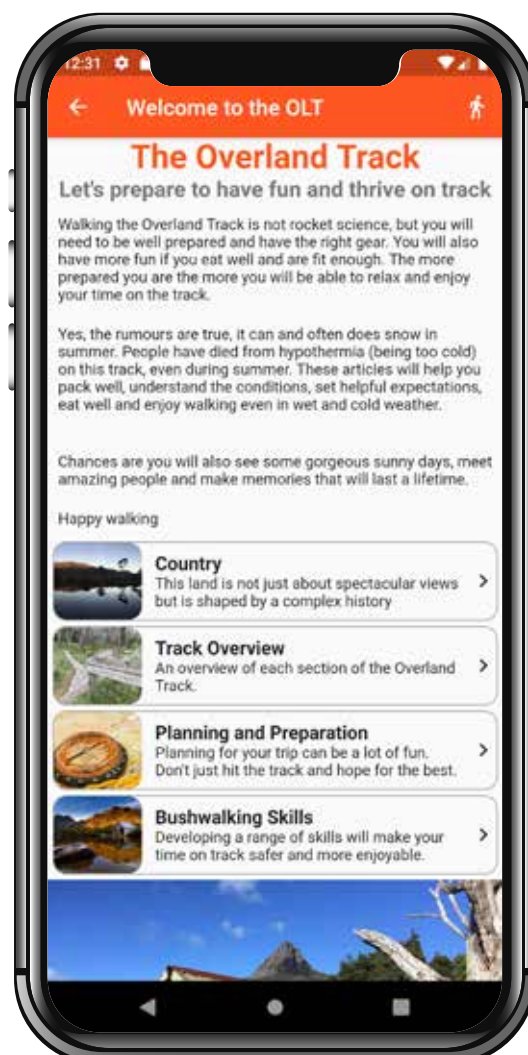 12:31
Welcome to the OLT
The Overland Track
Let's prepare to have fun and thrive on track
Walking the Overland Track is not rocket science, but you will
need to be well prepared and have the right gear. You will also
have more fun if you eat well and are fit enough. The more
prepared you are the more you will be able to relax and enjoy
your time on the track.
Yes, the rumours are true, it can and often does snow in
summer. People have died from hypothermia (being too cold)
on this track, even during summer. These articles will help you
pack well, understand the conditions, set helpful expectations,
eat well and enjoy walking even in wet and cold weather.
Chances are you will also see some gorgeous sunny days, meet
amazing people and make memories that will last a lifetime.
Happy walking
Country
This land is not just about spectacular views
but is shaped by a complex history
Track Overview
An overview of each section of the Overland
Track.
Planning and Preparation
Planning for your trip can be a lot of fun.
Don't just hit the track and hope for the best.
Bushwalking Skills
Developing a range of skills will make your
time on track safer and more enjoyable.